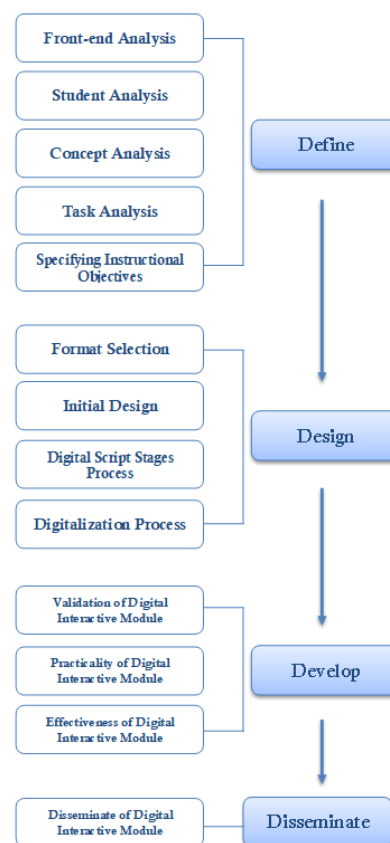 Front-end Analysis
Student Analysis
Concept Analysis
Task Analysis
Specifying Instructional
Objectives
Define
Format Selection
Initial Design
Digital Script Stages
Process
Digitalization Process
Design
Validation of Digital
Interactive Module
Practicality of Digital
Interactive Module
Effectiveness of Digital
Interactive Module
Develop
Disseminate of Digital
Interactive Module
Disseminate